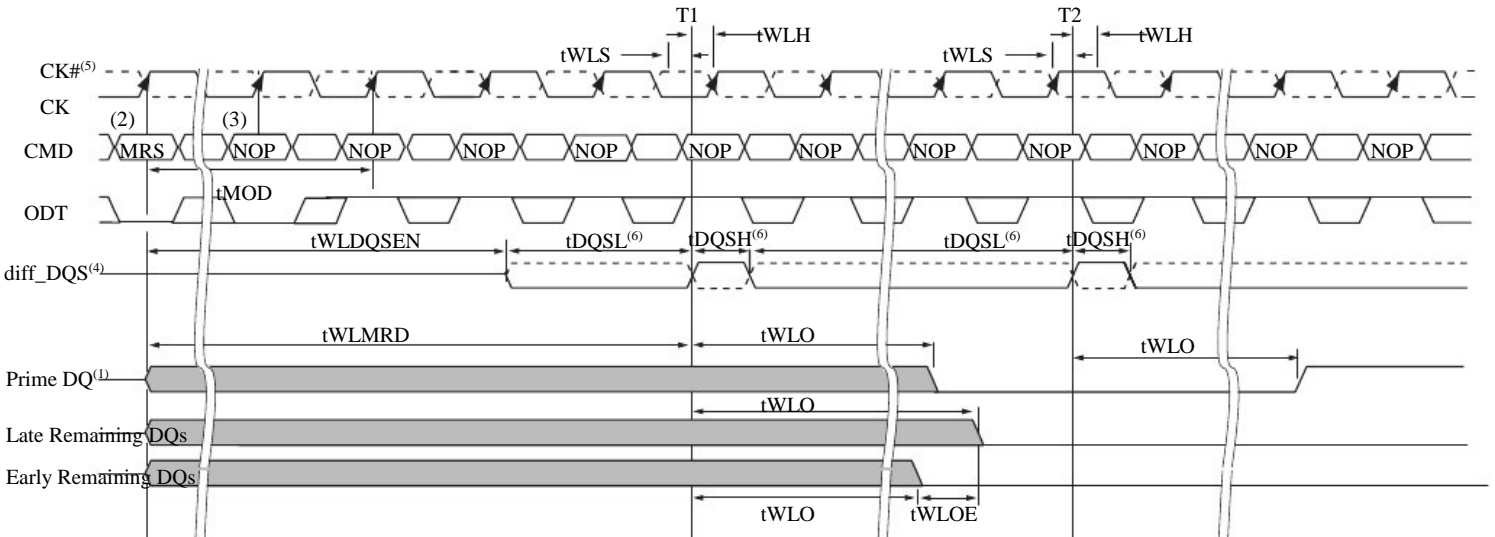 T1 T2
tWLH tWLH
tWLS tWLS
CK#(5)
CK
(2) (3)
CMD MRS NOP NOP NOP NOP NOP NOP NOP NOP NOP NOP NOP
tMOD
ODT
tWLDQSEN tDQSL(6) tDQSH(6) tDQSL(6) tDQSH(6)
diff_DQS(4)
tWLMRD tWLO tWLO
Prime DQ(1)
tWLO
Late Remaining DQs
Early Remaining DQs
tWLO tWLOE